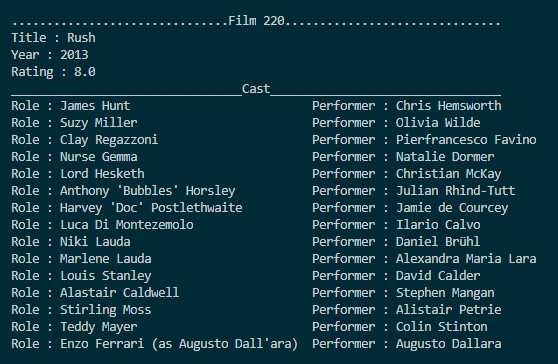 ...............................Film 220...............................
Title : Rush
Year : 2013
Rating : 8.0
_________________________________Cast_________________________________
Role : James Hunt Performer : Chris Hemsworth
Role : Suzy Miller Performer : Olivia Wilde
Role : Clay Regazzoni Performer : Pierfrancesco Favino
Role : Nurse Gemma Performer : Natalie Dormer
Role : Lord Hesketh Performer : Christian McKay
Role : Anthony 'Bubbles' Horsley Performer : Julian Rhind-Tutt
Role : Harvey 'Doc' Postlethwaite Performer : Jamie de Courcey
Role : Luca Di Montezemolo Performer : Ilario Calvo
Role : Niki Lauda Performer : Daniel Brühl
Role : Marlene Lauda Performer : Alexandra Maria Lara
Role : Louis Stanley Performer : David Calder
Role : Alastair Caldwell Performer : Stephen Mangan
Role : Stirling Moss Performer : Alistair Petrie
Role : Teddy Mayer Performer : Colin Stinton
Role : Enzo Ferrari (as Augusto Dall'ara) Performer : Augusto Dallara